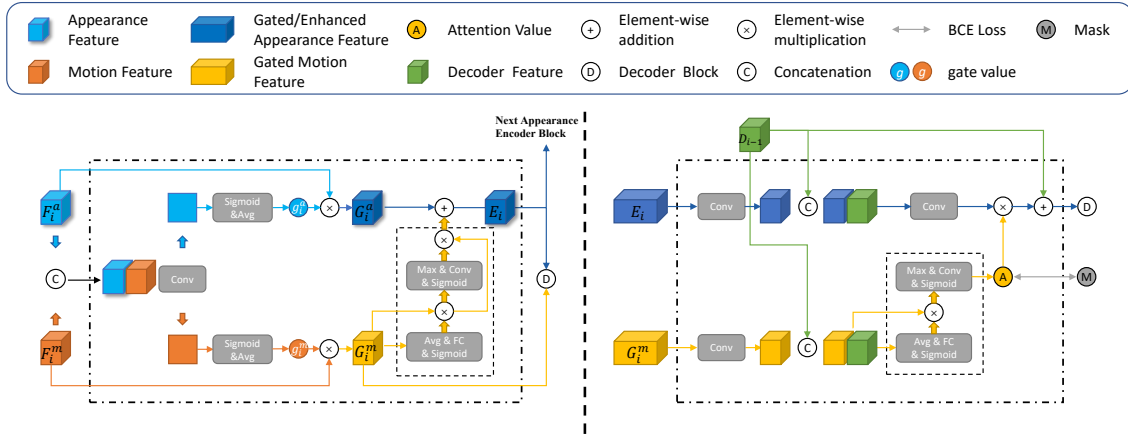 Appearance
Feature
Gated/Enhanced
Appearance Feature
A
Attention Value
+
Element-wise
addition
×
Element-wise
multiplication
BCE Loss
M
Mask
Motion Feature
Gated Motion
Feature
Decoder Feature
D
Decoder Block
C
Concatenation
g
g
gate value
Next Appearance
Encoder Block
F_i^a
Sigmoid
&Avg
g_i^a
×
G_i^a
+
E_i
×
C
Conv
Max & Conv
& Sigmoid
D
×
F_i^m
Sigmoid
&Avg
g_i^m
×
G_i^m
Avg & FC
& Sigmoid
D_{i-1}
E_i
Conv
C
Conv
×
+
D
Max & Conv
& Sigmoid
A
M
×
G_i^m
Conv
C
Avg & FC
& Sigmoid